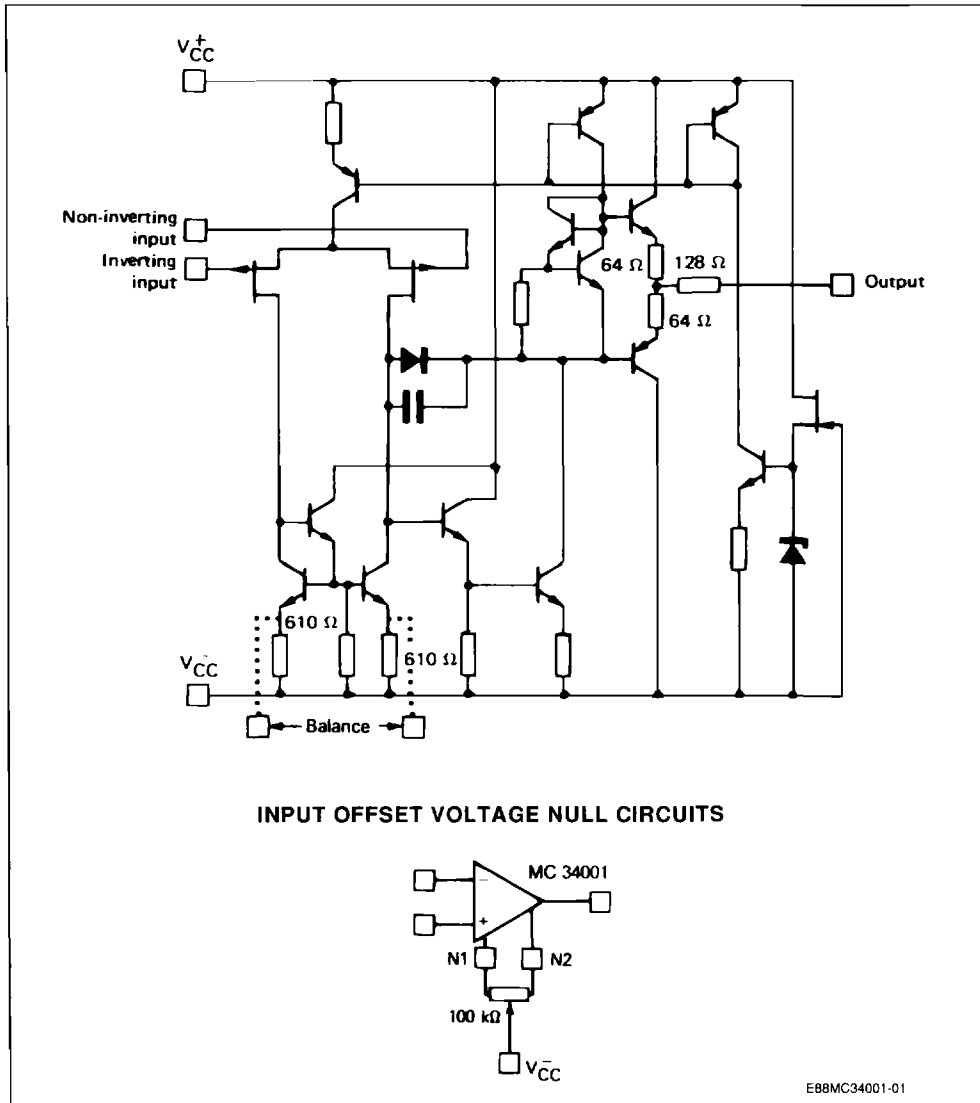 V⁺CC
Non-inverting
input
Inverting
input
64 Ω
128 Ω
Output
64 Ω
610 Ω
610 Ω
V⁻CC
Balance
INPUT OFFSET VOLTAGE NULL CIRCUITS
MC 34001
−
+
N1
N2
100 kΩ
V⁻CC
E88MC34001-01